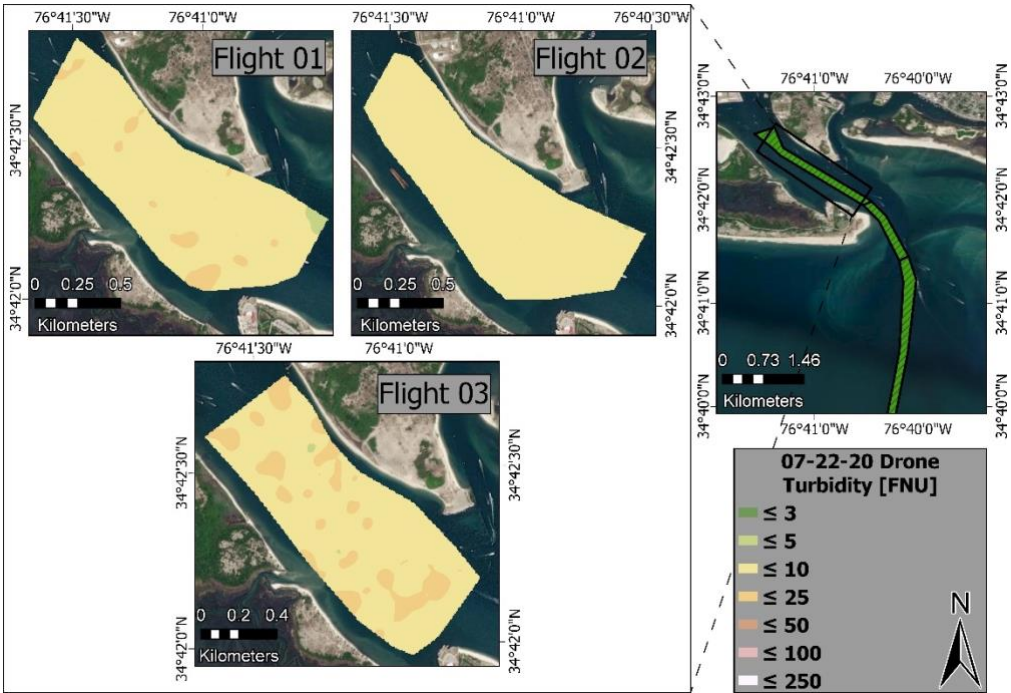 76°41'30"W 76°41'0"W
76°41'30"W 76°41'0"W 76°40'30"W
Flight 01
Flight 02
34°42'30"N
34°42'0"N
34°42'30"N
34°42'0"N
0 0.25 0.5
Kilometers
0 0.25 0.5
Kilometers
76°41'30"W 76°41'0"W
Flight 03
34°42'30"N
34°42'0"N
34°42'30"N
34°42'0"N
0 0.2 0.4
Kilometers
76°41'0"W 76°40'0"W
34°43'0"N
34°42'0"N
34°41'0"N
34°40'0"N
34°43'0"N
34°42'0"N
34°41'0"N
34°40'0"N
0 0.73 1.46
Kilometers
76°41'0"W 76°40'0"W
07-22-20 Drone
Turbidity [FNU]
≤ 3
≤ 5
≤ 10
≤ 25
≤ 50
≤ 100
≤ 250
N